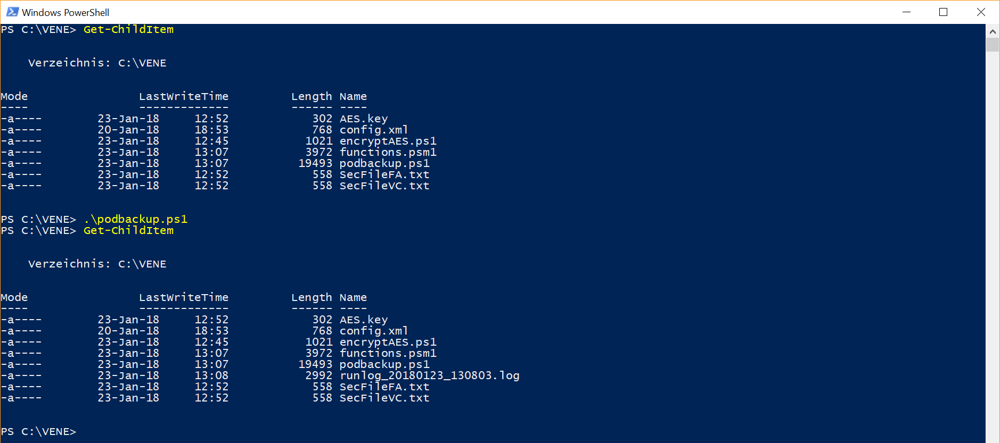 Windows PowerShell
PS C:\VENE> Get-ChildItem
    Verzeichnis: C:\VENE
Mode                LastWriteTime         Length Name
----                -------------         ------ ----
-a----        23-Jan-18     12:52            302 AES.key
-a----        20-Jan-18     18:53            768 config.xml
-a----        23-Jan-18     12:45           1021 encryptAES.ps1
-a----        23-Jan-18     13:07           3972 functions.psm1
-a----        23-Jan-18     13:07          19493 podbackup.ps1
-a----        23-Jan-18     12:52            558 SecFileFA.txt
-a----        23-Jan-18     12:52            558 SecFileVC.txt
PS C:\VENE> .\podbackup.ps1
PS C:\VENE> Get-ChildItem
    Verzeichnis: C:\VENE
Mode                LastWriteTime         Length Name
----                -------------         ------ ----
-a----        23-Jan-18     12:52            302 AES.key
-a----        20-Jan-18     18:53            768 config.xml
-a----        23-Jan-18     12:45           1021 encryptAES.ps1
-a----        23-Jan-18     13:07           3972 functions.psm1
-a----        23-Jan-18     13:07          19493 podbackup.ps1
-a----        23-Jan-18     13:08           2992 runlog_20180123_130803.log
-a----        23-Jan-18     12:52            558 SecFileFA.txt
-a----        23-Jan-18     12:52            558 SecFileVC.txt
PS C:\VENE>